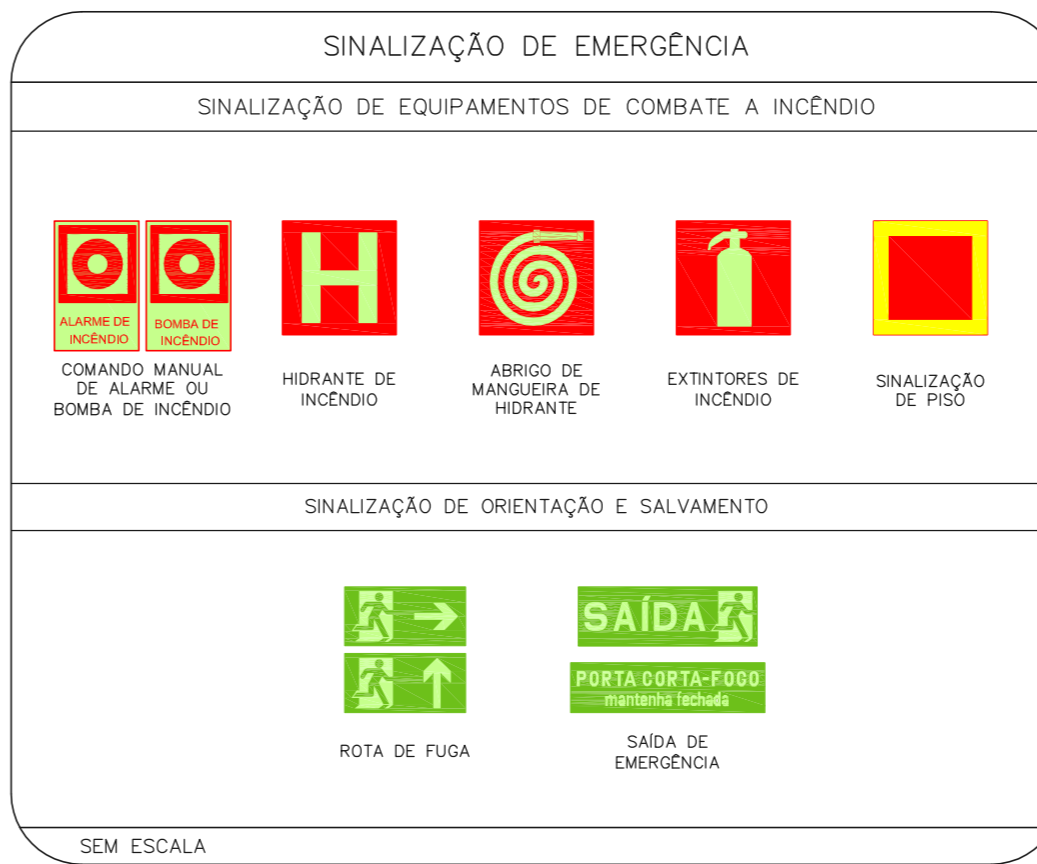 SINALIZAÇÃO DE EMERGÊNCIA
SINALIZAÇÃO DE EQUIPAMENTOS DE COMBATE A INCÊNDIO
ALARME DE
INCÊNDIO
BOMBA DE
INCÊNDIO
H
COMANDO MANUAL
DE ALARME OU
BOMBA DE INCÊNDIO
HIDRANTE DE
INCÊNDIO
ABRIGO DE
MANGUEIRA DE
HIDRANTE
EXTINTORES DE
INCÊNDIO
SINALIZAÇÃO
DE PISO
SINALIZAÇÃO DE ORIENTAÇÃO E SALVAMENTO
SAÍDA
PORTA CORTA-FOGO
mantenha fechada
ROTA DE FUGA
SAÍDA DE
EMERGÊNCIA
SEM ESCALA